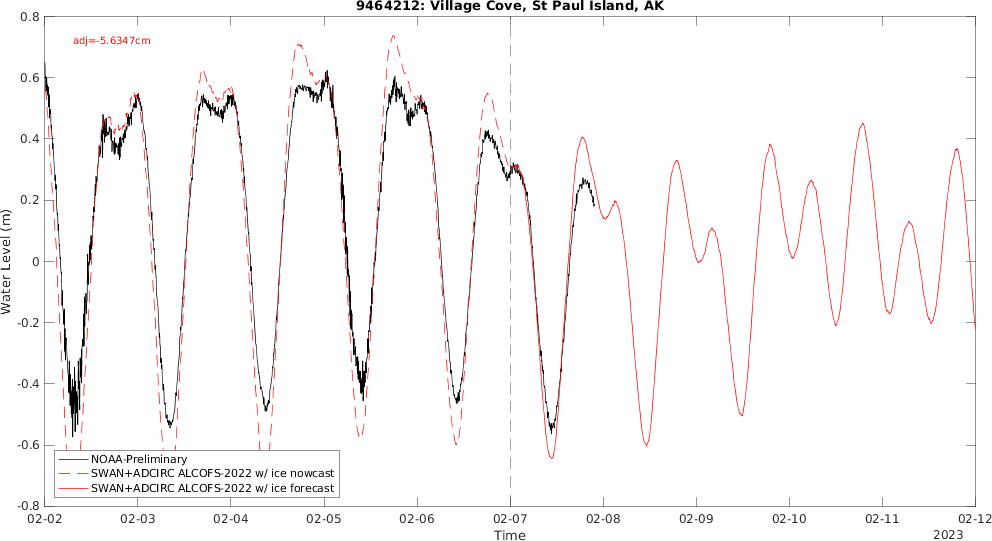 9464212: Village Cove, St Paul Island, AK
0.8
adj=-5.6347cm
0.6
0.4
0.2
0
-0.2
-0.4
-0.6
-0.8
Water Level (m)
NOAA-Preliminary
SWAN+ADCIRC ALCOFS-2022 w/ ice nowcast
SWAN+ADCIRC ALCOFS-2022 w/ ice forecast
02-02 02-03 02-04 02-05 02-06 02-07 02-08 02-09 02-10 02-11 02-12
Time
2023